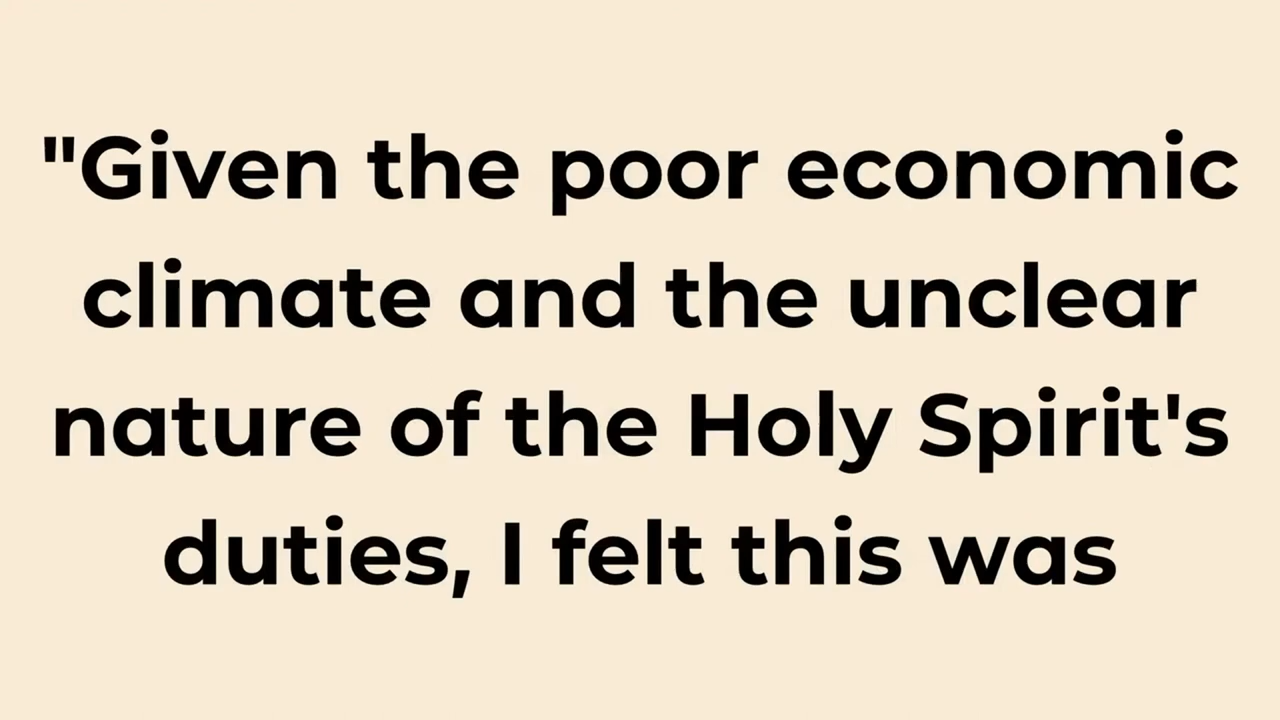 "Given the poor economic
climate and the unclear
nature of the Holy Spirit's
duties, I felt this was